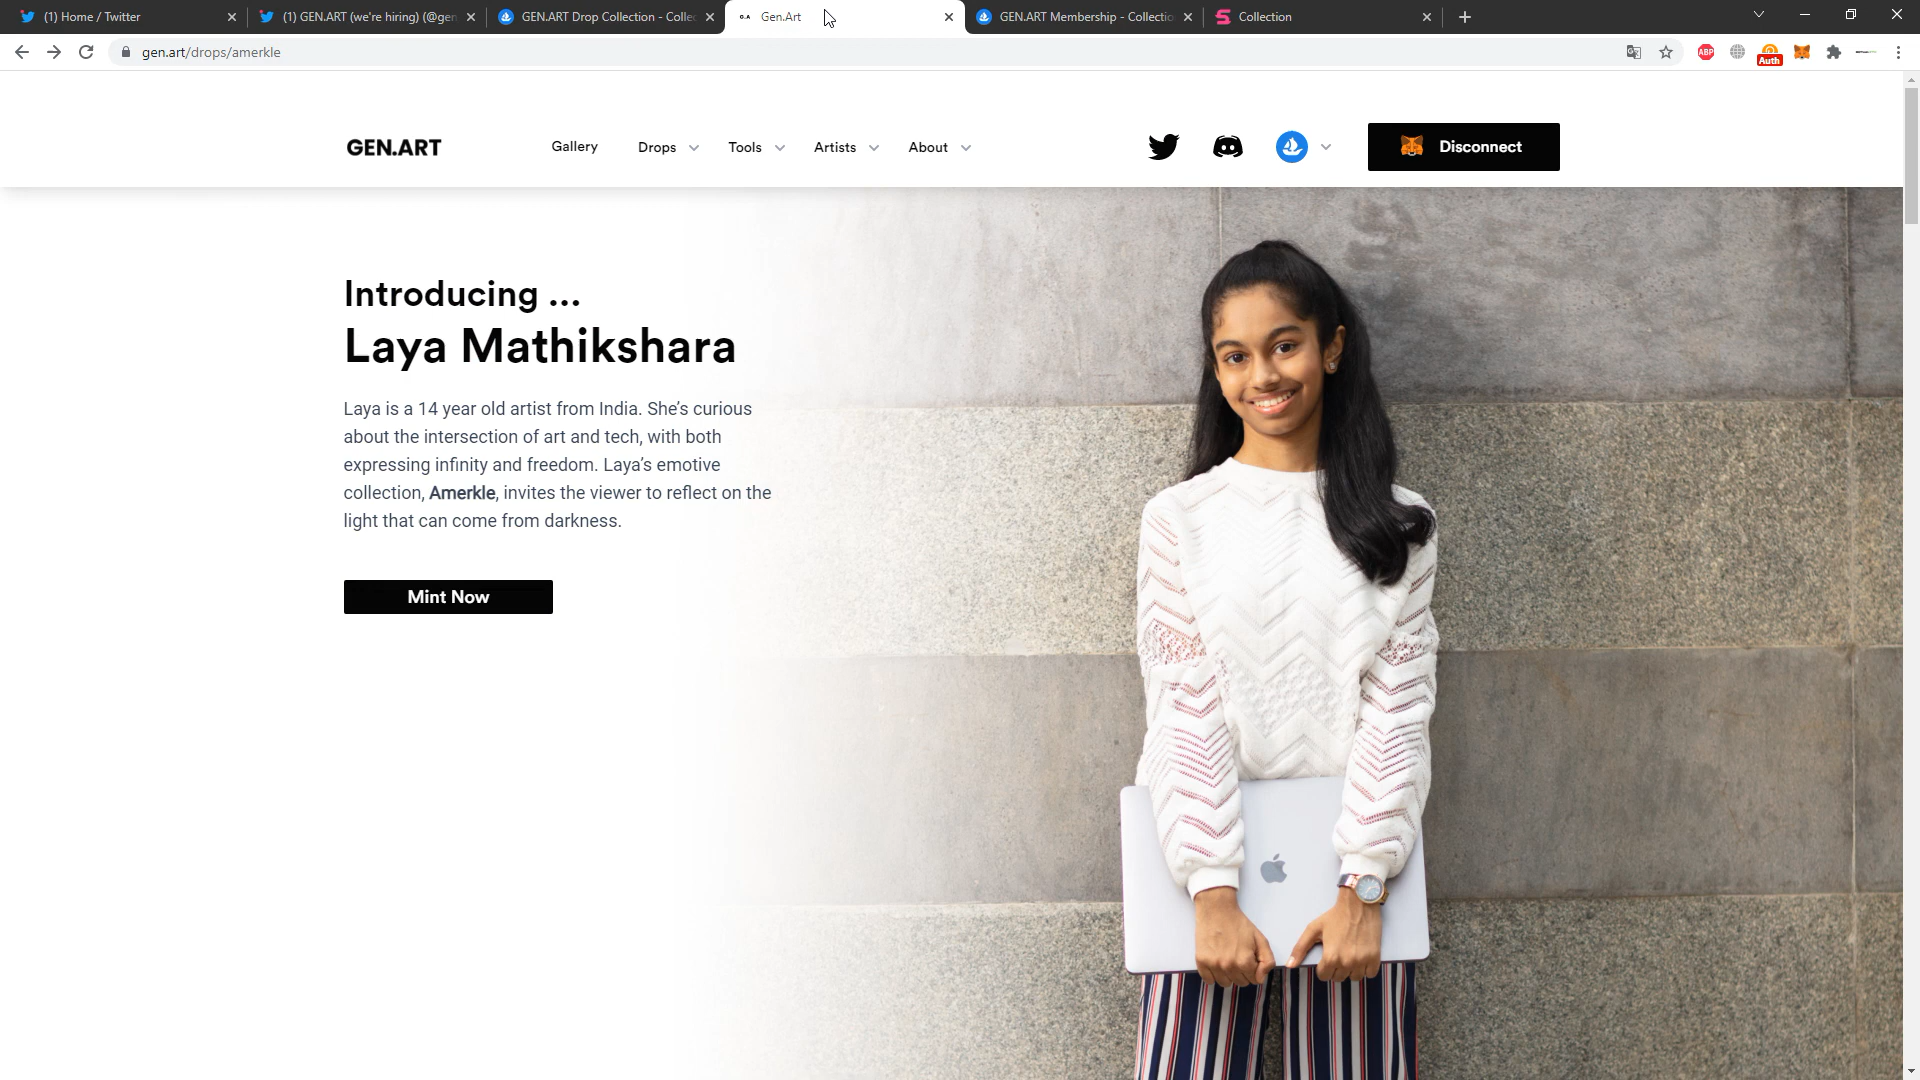 (1) Home / Twitter
(1) GEN.ART (we're hiring) (@gen
GEN.ART Drop Collection - Collec
G.A Gen.Art
GEN.ART Membership - Collectio
Collection
gen.art/drops/amerkle
ABP
Auth
GEN.ART
Gallery
Drops
Tools
Artists
About
Disconnect
Introducing ...
Laya Mathikshara
Laya is a 14 year old artist from India. She's curious
about the intersection of art and tech, with both
expressing infinity and freedom. Laya's emotive
collection, Amerkle, invites the viewer to reflect on the
light that can come from darkness.
Mint Now